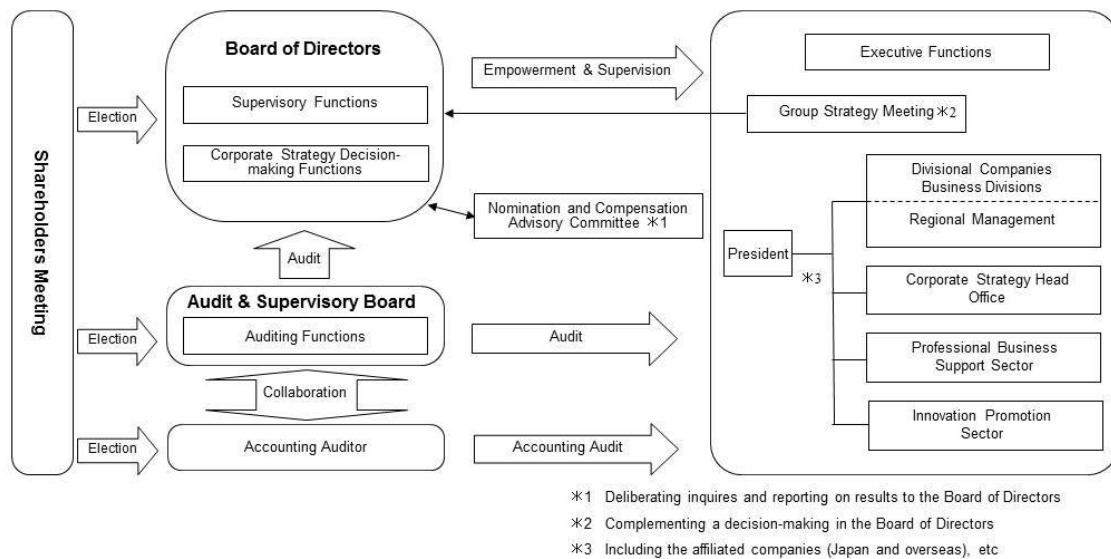 Shareholders Meeting
Election
Board of Directors
Supervisory Functions
Corporate Strategy Decision-
making Functions
Empowerment & Supervision
Executive Functions
Group Strategy Meeting *2
Nomination and Compensation
Advisory Committee *1
Divisional Companies
Business Divisions
Regional Management
President
*3
Corporate Strategy Head
Office
Professional Business
Support Sector
Innovation Promotion
Sector
Audit
Election
Audit & Supervisory Board
Auditing Functions
Audit
Collaboration
Election
Accounting Auditor
Accounting Audit
*1 Deliberating inquires and reporting on results to the Board of Directors
*2 Complementing a decision-making in the Board of Directors
*3 Including the affiliated companies (Japan and overseas), etc